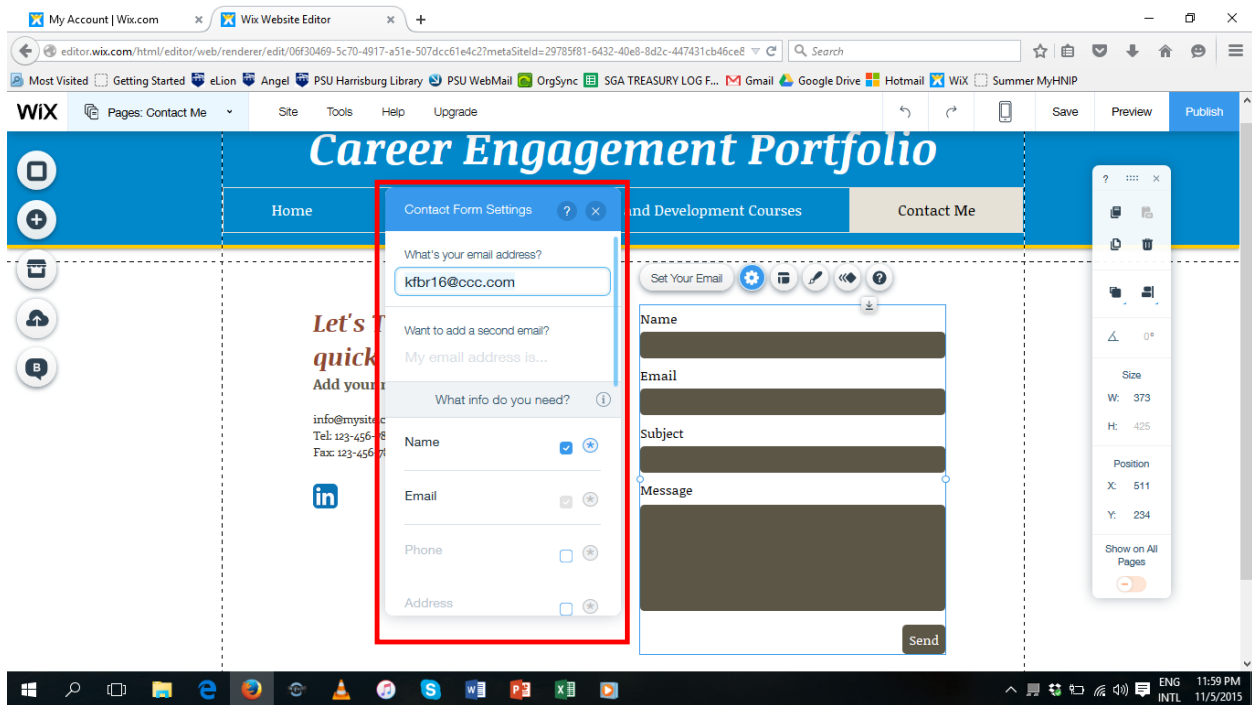 My Account | Wix.com
Wix Website Editor
editor.wix.com/html/editor/web/renderer/edit/06f30469-5c70-4917-a51e-507dcc61e4c2?metaSiteId=29785f81-6432-40e8-8d2c-447431cb46ce8
Search
Most Visited Getting Started eLion Angel PSU Harrisburg Library PSU WebMail OrgSync SGA TREASURY LOG F... Gmail Google Drive Hotmail WiX Summer MyHNIP
WiX Pages: Contact Me Site Tools Help Upgrade Save Preview Publish
Career Engagement Portfolio
Home
and Development Courses
Contact Me
Contact Form Settings ?
What's your email address?
kfbr16@ccc.com
Want to add a second email?
My email address is...
What info do you need? i
Name
Email
Phone
Address
Let's T
quick
Add your
info@mysite.c
Tel: 123-456-78
Fax: 123-456-78
in
Set Your Email ?
Name
Email
Subject
Message
Send
?
0°
Size
W: 373
H: 425
Position
X: 511
Y: 234
Show on All
Pages
B
ENG 11:59 PM
INTL 11/5/2015